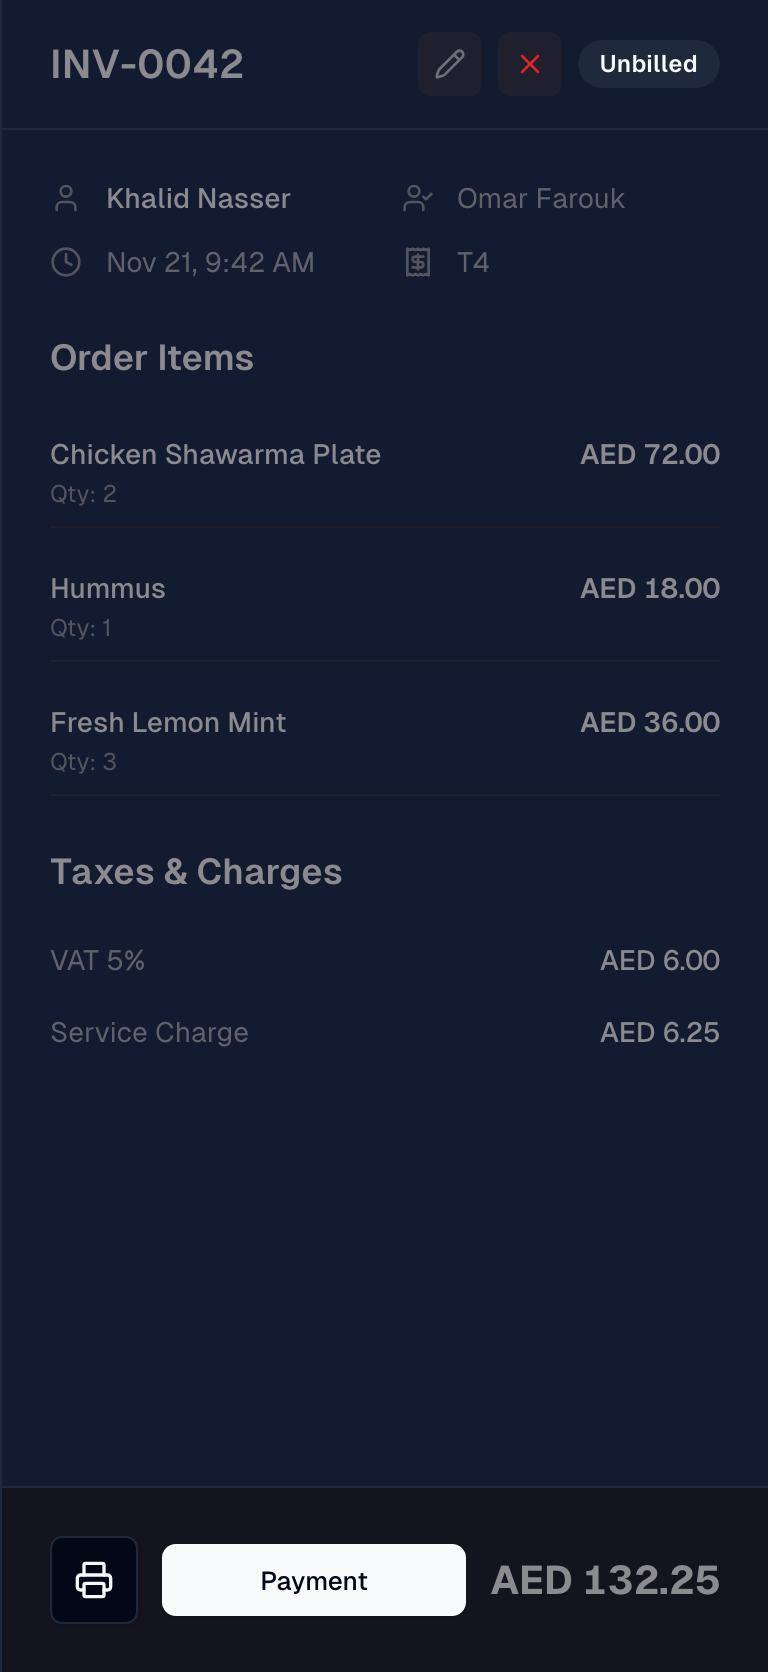 INV-0042 Unbilled
Khalid Nasser Omar Farouk
Nov 21, 9:42 AM T4
Order Items
Chicken Shawarma Plate AED 72.00
Qty: 2
Hummus AED 18.00
Qty: 1
Fresh Lemon Mint AED 36.00
Qty: 3
Taxes & Charges
VAT 5% AED 6.00
Service Charge AED 6.25
Payment AED 132.25